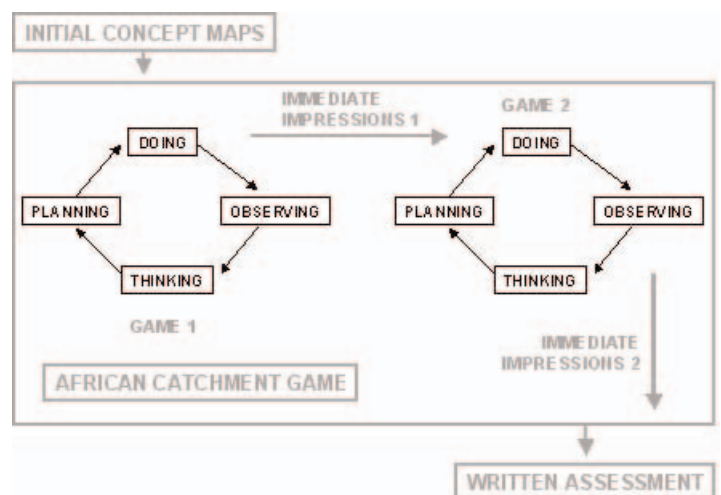 INITIAL CONCEPT MAPS
IMMEDIATE
IMPRESSIONS 1
GAME 2
DOING
PLANNING
OBSERVING
THINKING
GAME 1
DOING
PLANNING
OBSERVING
THINKING
IMMEDIATE
IMPRESSIONS 2
AFRICAN CATCHMENT GAME
WRITTEN ASSESSMENT